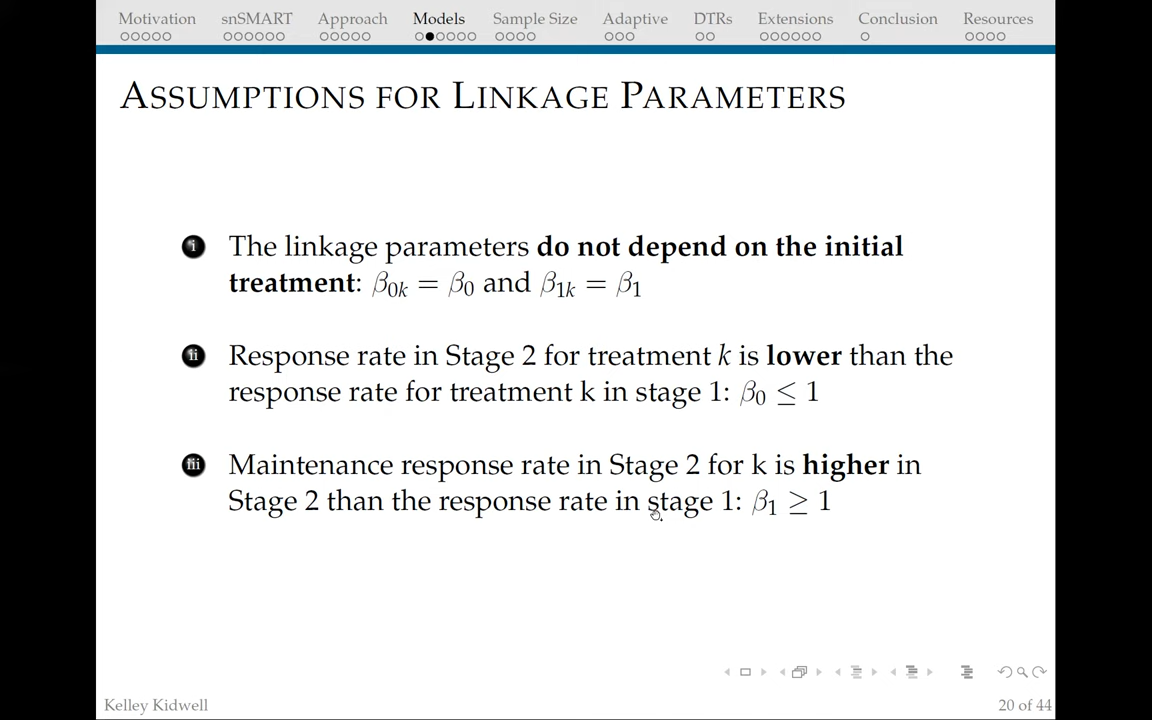 Motivation snSMART Approach Models Sample Size Adaptive DTRs Extensions Conclusion Resources
ASSUMPTIONS FOR LINKAGE PARAMETERS
i The linkage parameters do not depend on the initial
treatment: β0k = β0 and β1k = β1
ii Response rate in Stage 2 for treatment k is lower than the
response rate for treatment k in stage 1: β0 ≤ 1
iii Maintenance response rate in Stage 2 for k is higher in
Stage 2 than the response rate in stage 1: β1 ≥ 1
Kelley Kidwell 20 of 44